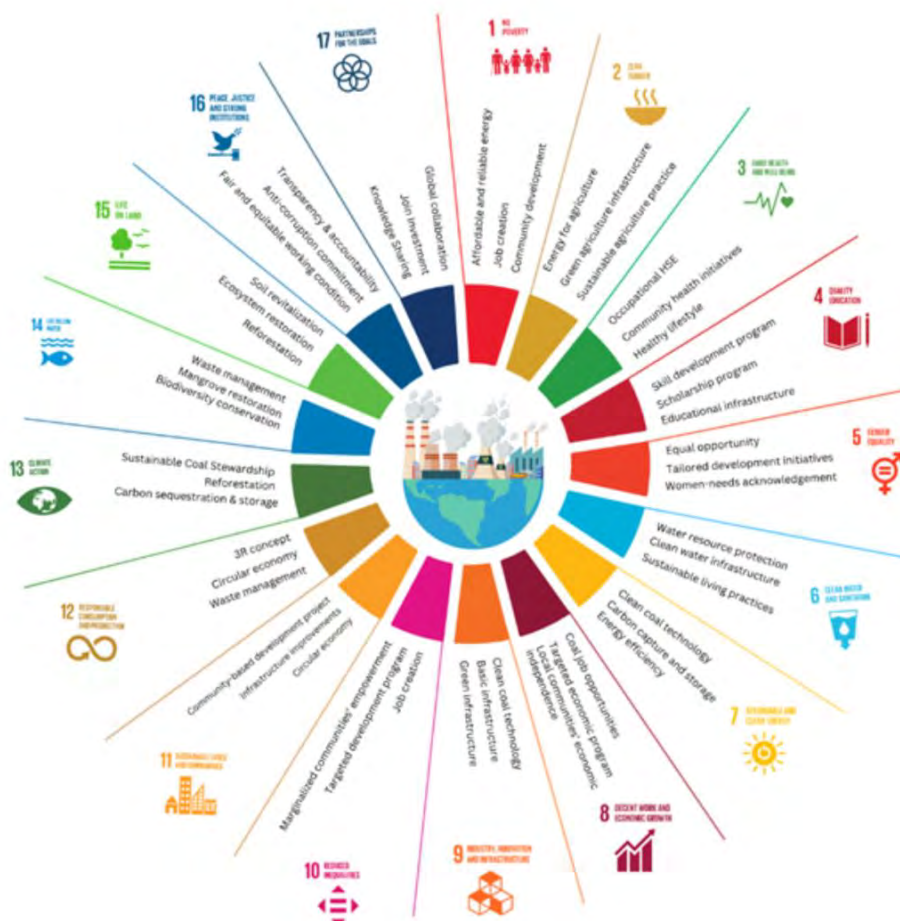 1 NO
POVERTY
Affordable and reliable energy
Job creation
Community development
2 ZERO
HUNGER
Energy for agriculture
Green agriculture infrastructure
Sustainable agriculture practice
3 GOOD HEALTH
AND WELL-BEING
Occupational HSE
Community health initiatives
Healthy lifestyle
4 QUALITY
EDUCATION
Skill development program
Scholarship program
Educational infrastructure
5 GENDER
EQUALITY
Equal opportunity
Tailored development initiatives
Women-needs acknowledgement
6 CLEAN WATER
AND SANITATION
Water resource protection
Clean water infrastructure
Sustainable living practices
7 AFFORDABLE AND
CLEAN ENERGY
Clean coal technology
Carbon capture and storage
Energy efficiency
8 DECENT WORK AND
ECONOMIC GROWTH
Coal job opportunities
Targeted economic program
Local communities' economic
independence
9 INDUSTRY, INNOVATION
AND INFRASTRUCTURE
Clean coal technology
Basic infrastructure
Green infrastructure
10 REDUCED
INEQUALITIES
Marginalized communities' empowerment
Targeted development program
Job creation
11 SUSTAINABLE CITIES
AND COMMUNITIES
Community-based development project
Infrastructure improvements
Circular economy
12 RESPONSIBLE
CONSUMPTION
AND PRODUCTION
3R concept
Circular economy
Waste management
13 CLIMATE
ACTION
Sustainable Coal Stewardship
Reforestation
Carbon sequestration & storage
14 LIFE BELOW
WATER
Waste management
Mangrove restoration
Biodiversity conservation
15 LIFE
ON LAND
Soil revitalization
Ecosystem restoration
Reforestation
16 PEACE, JUSTICE
AND STRONG
INSTITUTIONS
Transparency & accountability
Anti-corruption commitment
Fair and equitable working condition
17 PARTNERSHIPS
FOR THE GOALS
Global collaboration
Join investment
Knowledge Sharing